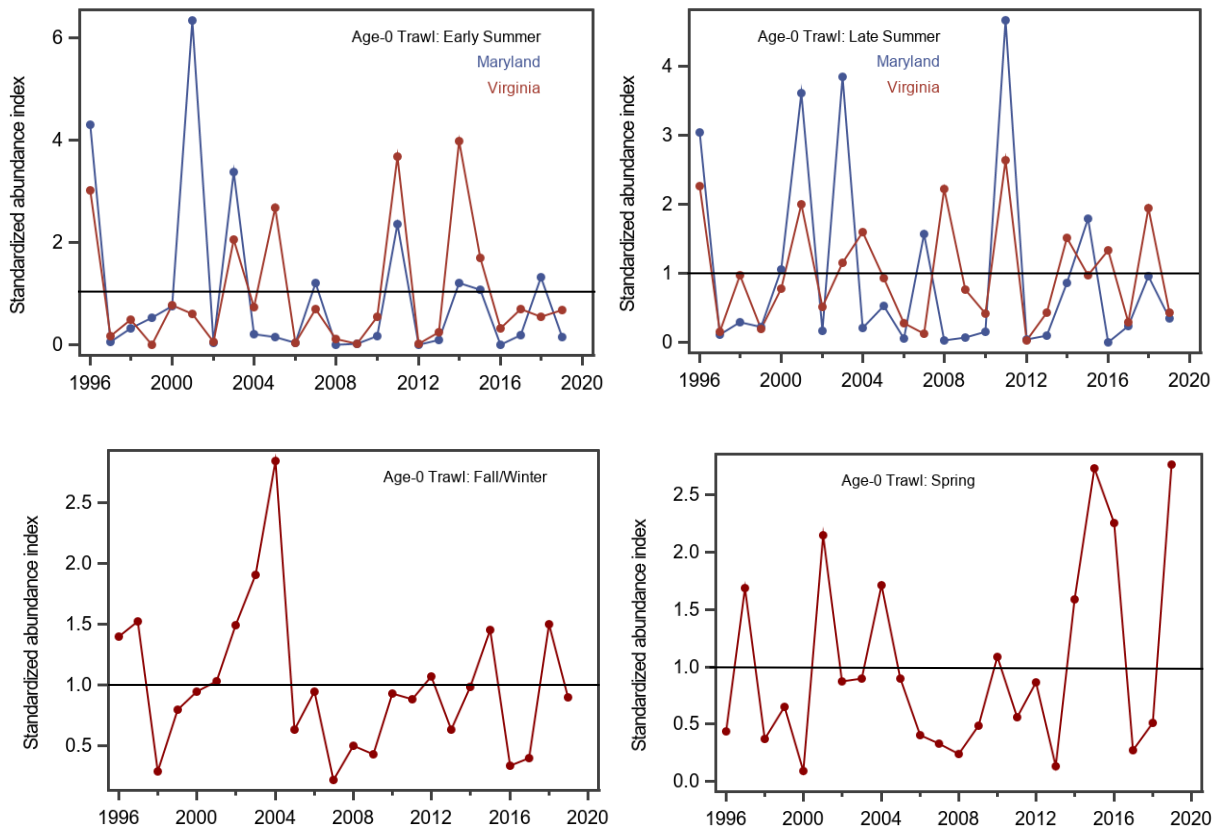 Age-0 Trawl: Early Summer
Maryland
Virginia
Standardized abundance index
6
4
2
0
1996 2000 2004 2008 2012 2016 2020
Age-0 Trawl: Late Summer
Maryland
Virginia
Standardized abundance index
4
3
2
1
0
1996 2000 2004 2008 2012 2016 2020
Age-0 Trawl: Fall/Winter
Standardized abundance index
2.5
2.0
1.5
1.0
0.5
1996 2000 2004 2008 2012 2016 2020
Age-0 Trawl: Spring
Standardized abundance index
2.5
2.0
1.5
1.0
0.5
0.0
1996 2000 2004 2008 2012 2016 2020